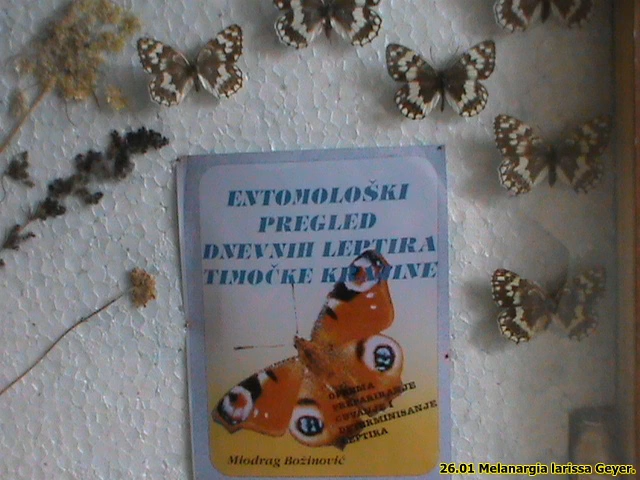 ENTOMOLOŠKI
PREGLED
DNEVNIH LEPTIRA
TIMOČKE KRAJINE
OPREMA
PREPARIRANJE
ČUVANJE I
DETERMINISANJE
LEPTIRA
Miodrag Božinović
26.01 Melanargia larissa Geyer.